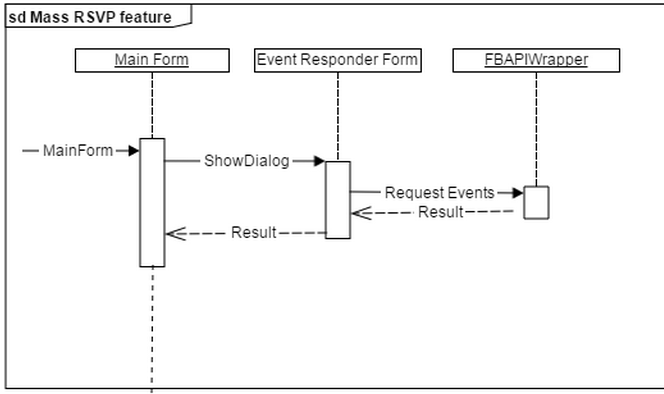 sd Mass RSVP feature
Main Form
Event Responder Form
FBAPIWrapper
MainForm
ShowDialog
Request Events
Result
Result